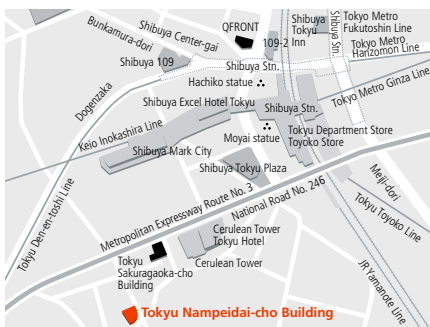 QFRONT
Shibuya Center-gai
Bunkamura-dori
Shibuya
Tokyu
Inn
Shibuya Stn.
Tokyo Metro
Fukutoshin Line
109-2
Tokyo Metro
Hanzomon Line
Shibuya 109
Shibuya Stn.
Hachiko statue
Dogenzaka
Shibuya Excel Hotel Tokyu
Shibuya Stn.
Tokyo Metro Ginza Line
Keio Inokashira Line
Moyai statue
Tokyu Department Store
Toyoko Store
Shibuya Mark City
Shibuya Tokyu Plaza
Meiji-dori
Metropolitan Expressway Route No. 3
National Road No. 246
Tokyu Toyoko Line
Tokyu Den-en-toshi Line
Cerulean Tower
Tokyu Hotel
Tokyu
Sakuragaoka-cho
Building
Cerulean Tower
JR Yamanote Line
Tokyu Nampeidai-cho Building